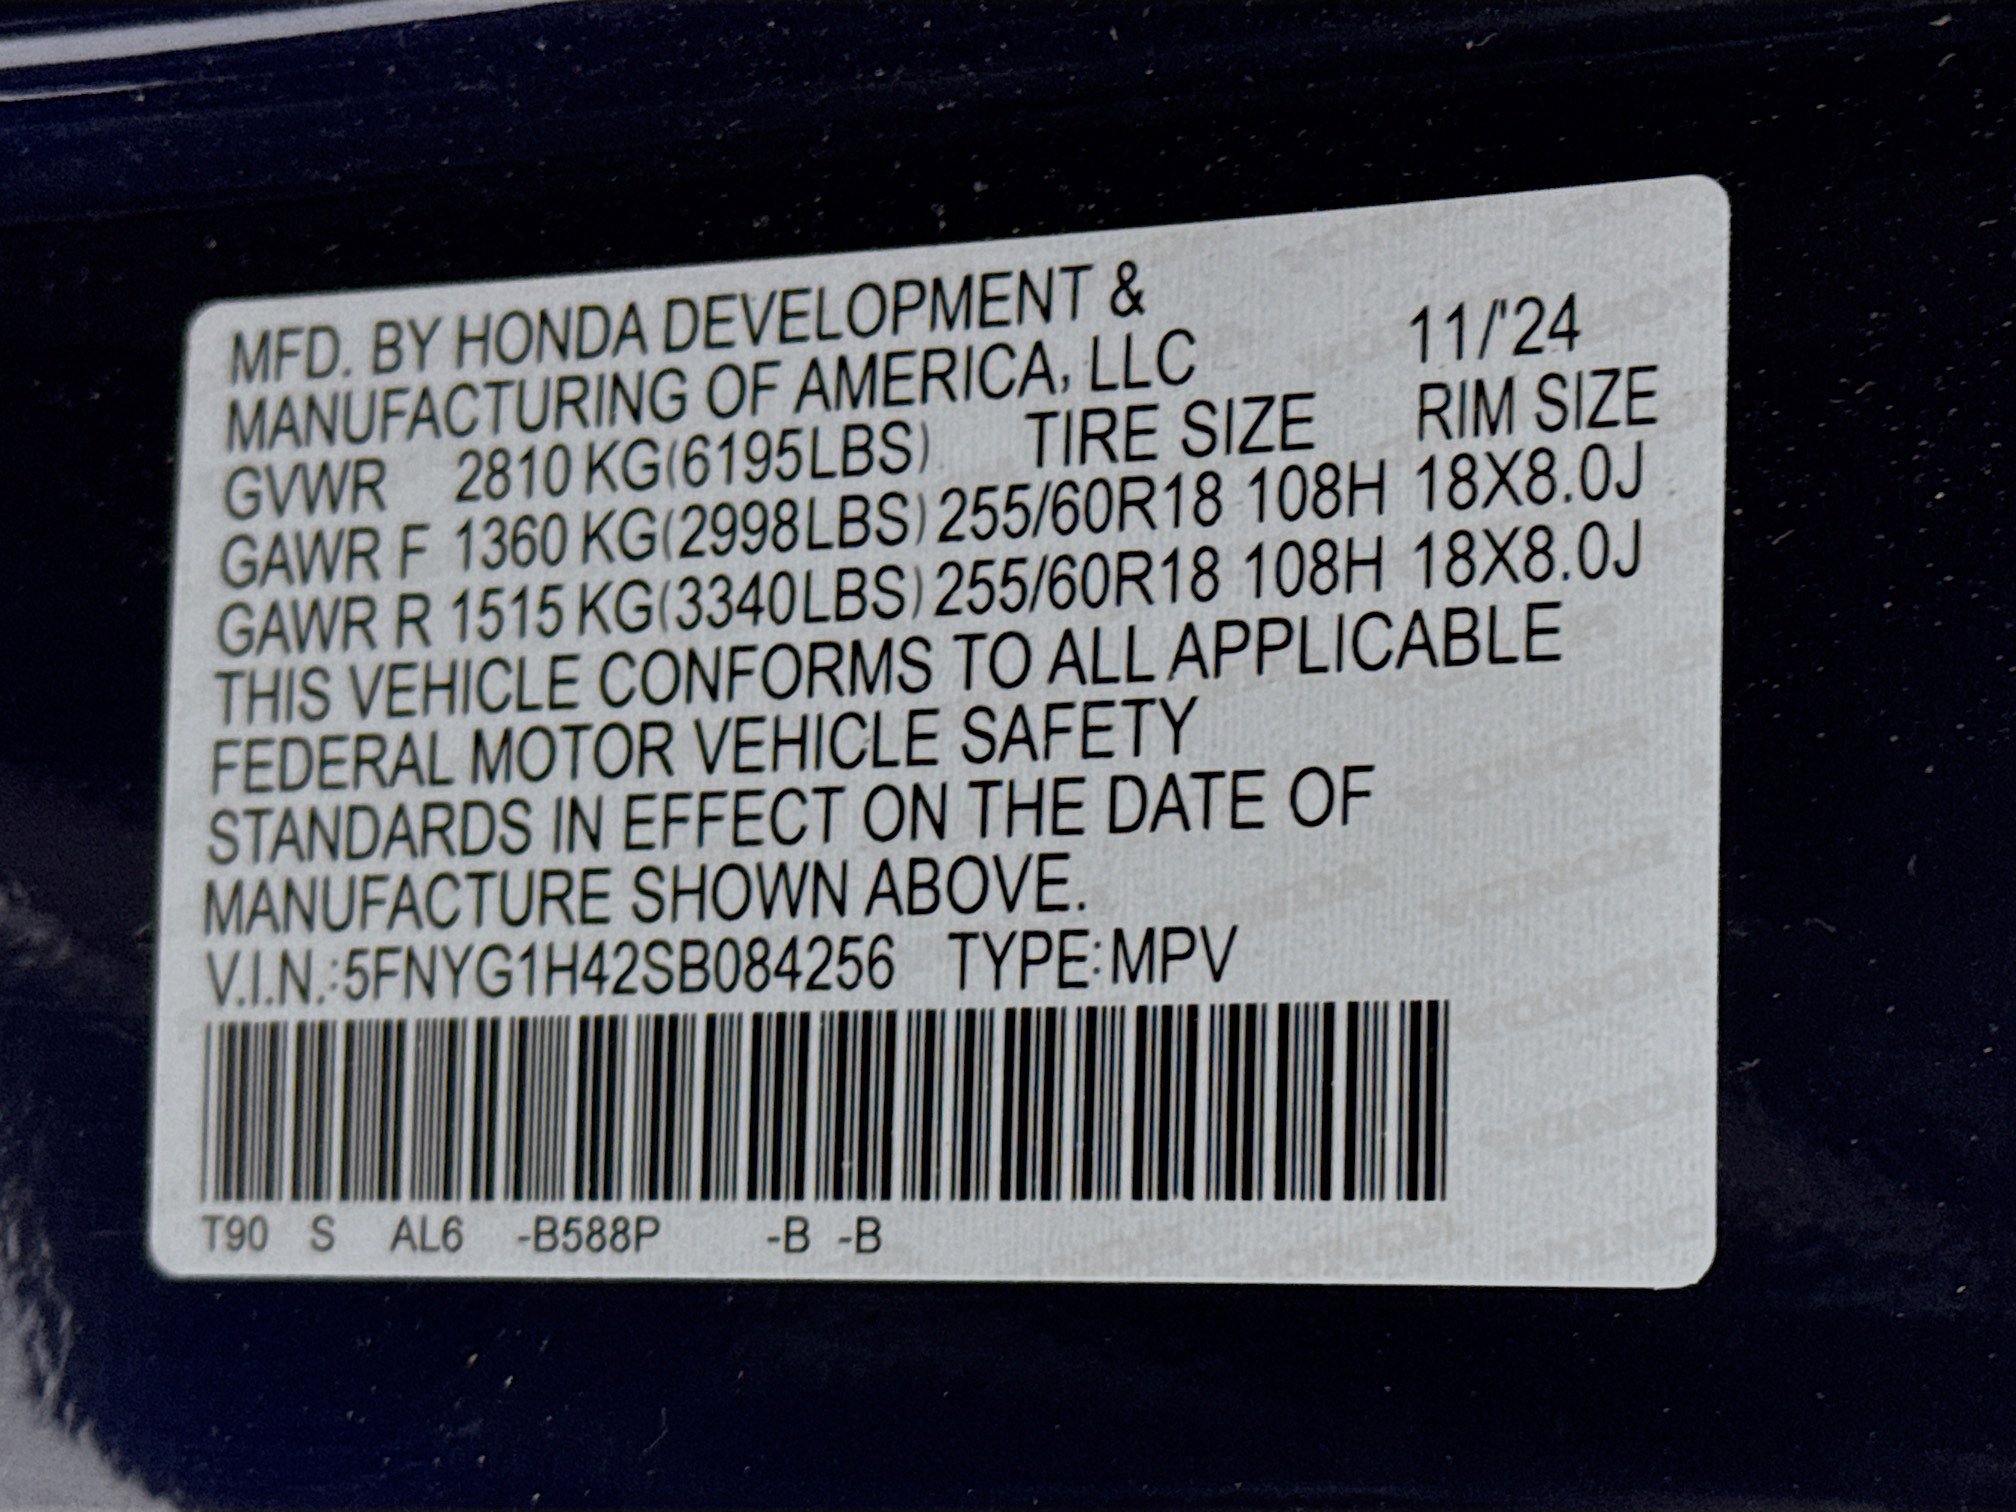 MFD. BY HONDA DEVELOPMENT &
MANUFACTURING OF AMERICA, LLC 11/'24
GVWR 2810 KG(6195LBS) TIRE SIZE RIM SIZE
GAWR F 1360 KG(2998LBS) 255/60R18 108H 18X8.0J
GAWR R 1515 KG(3340LBS) 255/60R18 108H 18X8.0J
THIS VEHICLE CONFORMS TO ALL APPLICABLE
FEDERAL MOTOR VEHICLE SAFETY
STANDARDS IN EFFECT ON THE DATE OF
MANUFACTURE SHOWN ABOVE.
V.I.N.:5FNYG1H42SB084256 TYPE:MPV
T90 S AL6 -B588P -B -B